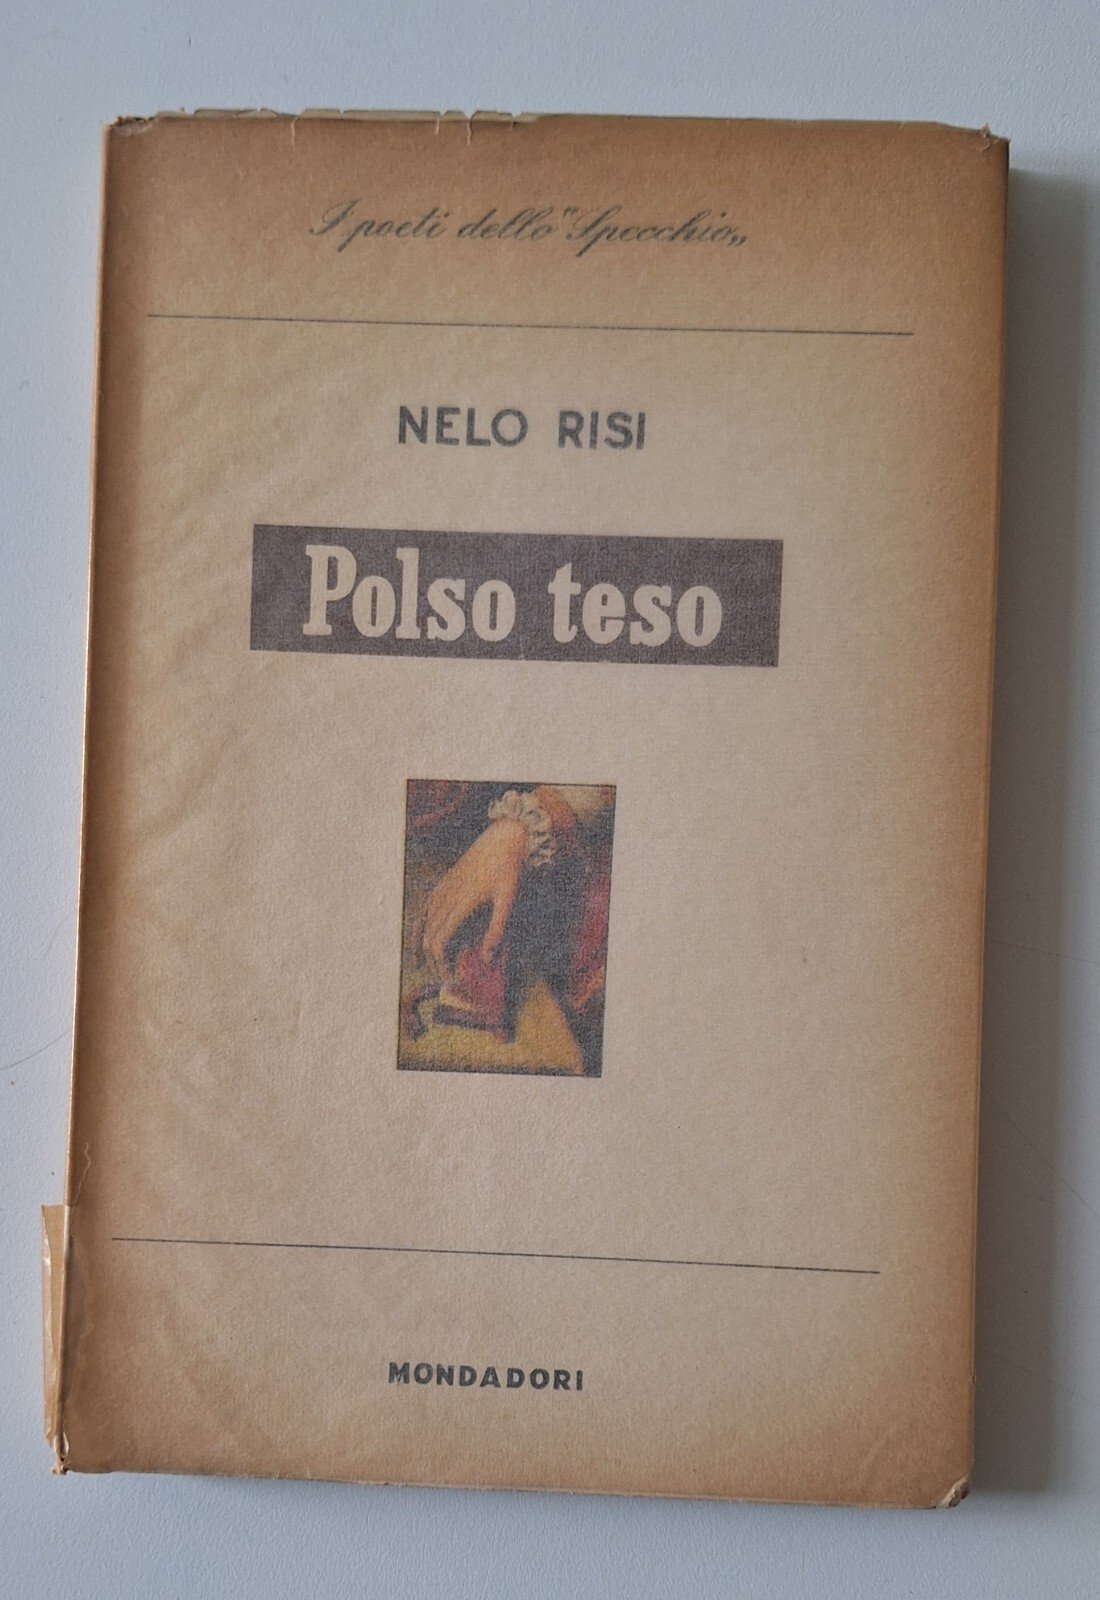 I poeti dello "Specchio„
NELO RISI
Polso teso
MONDADORI